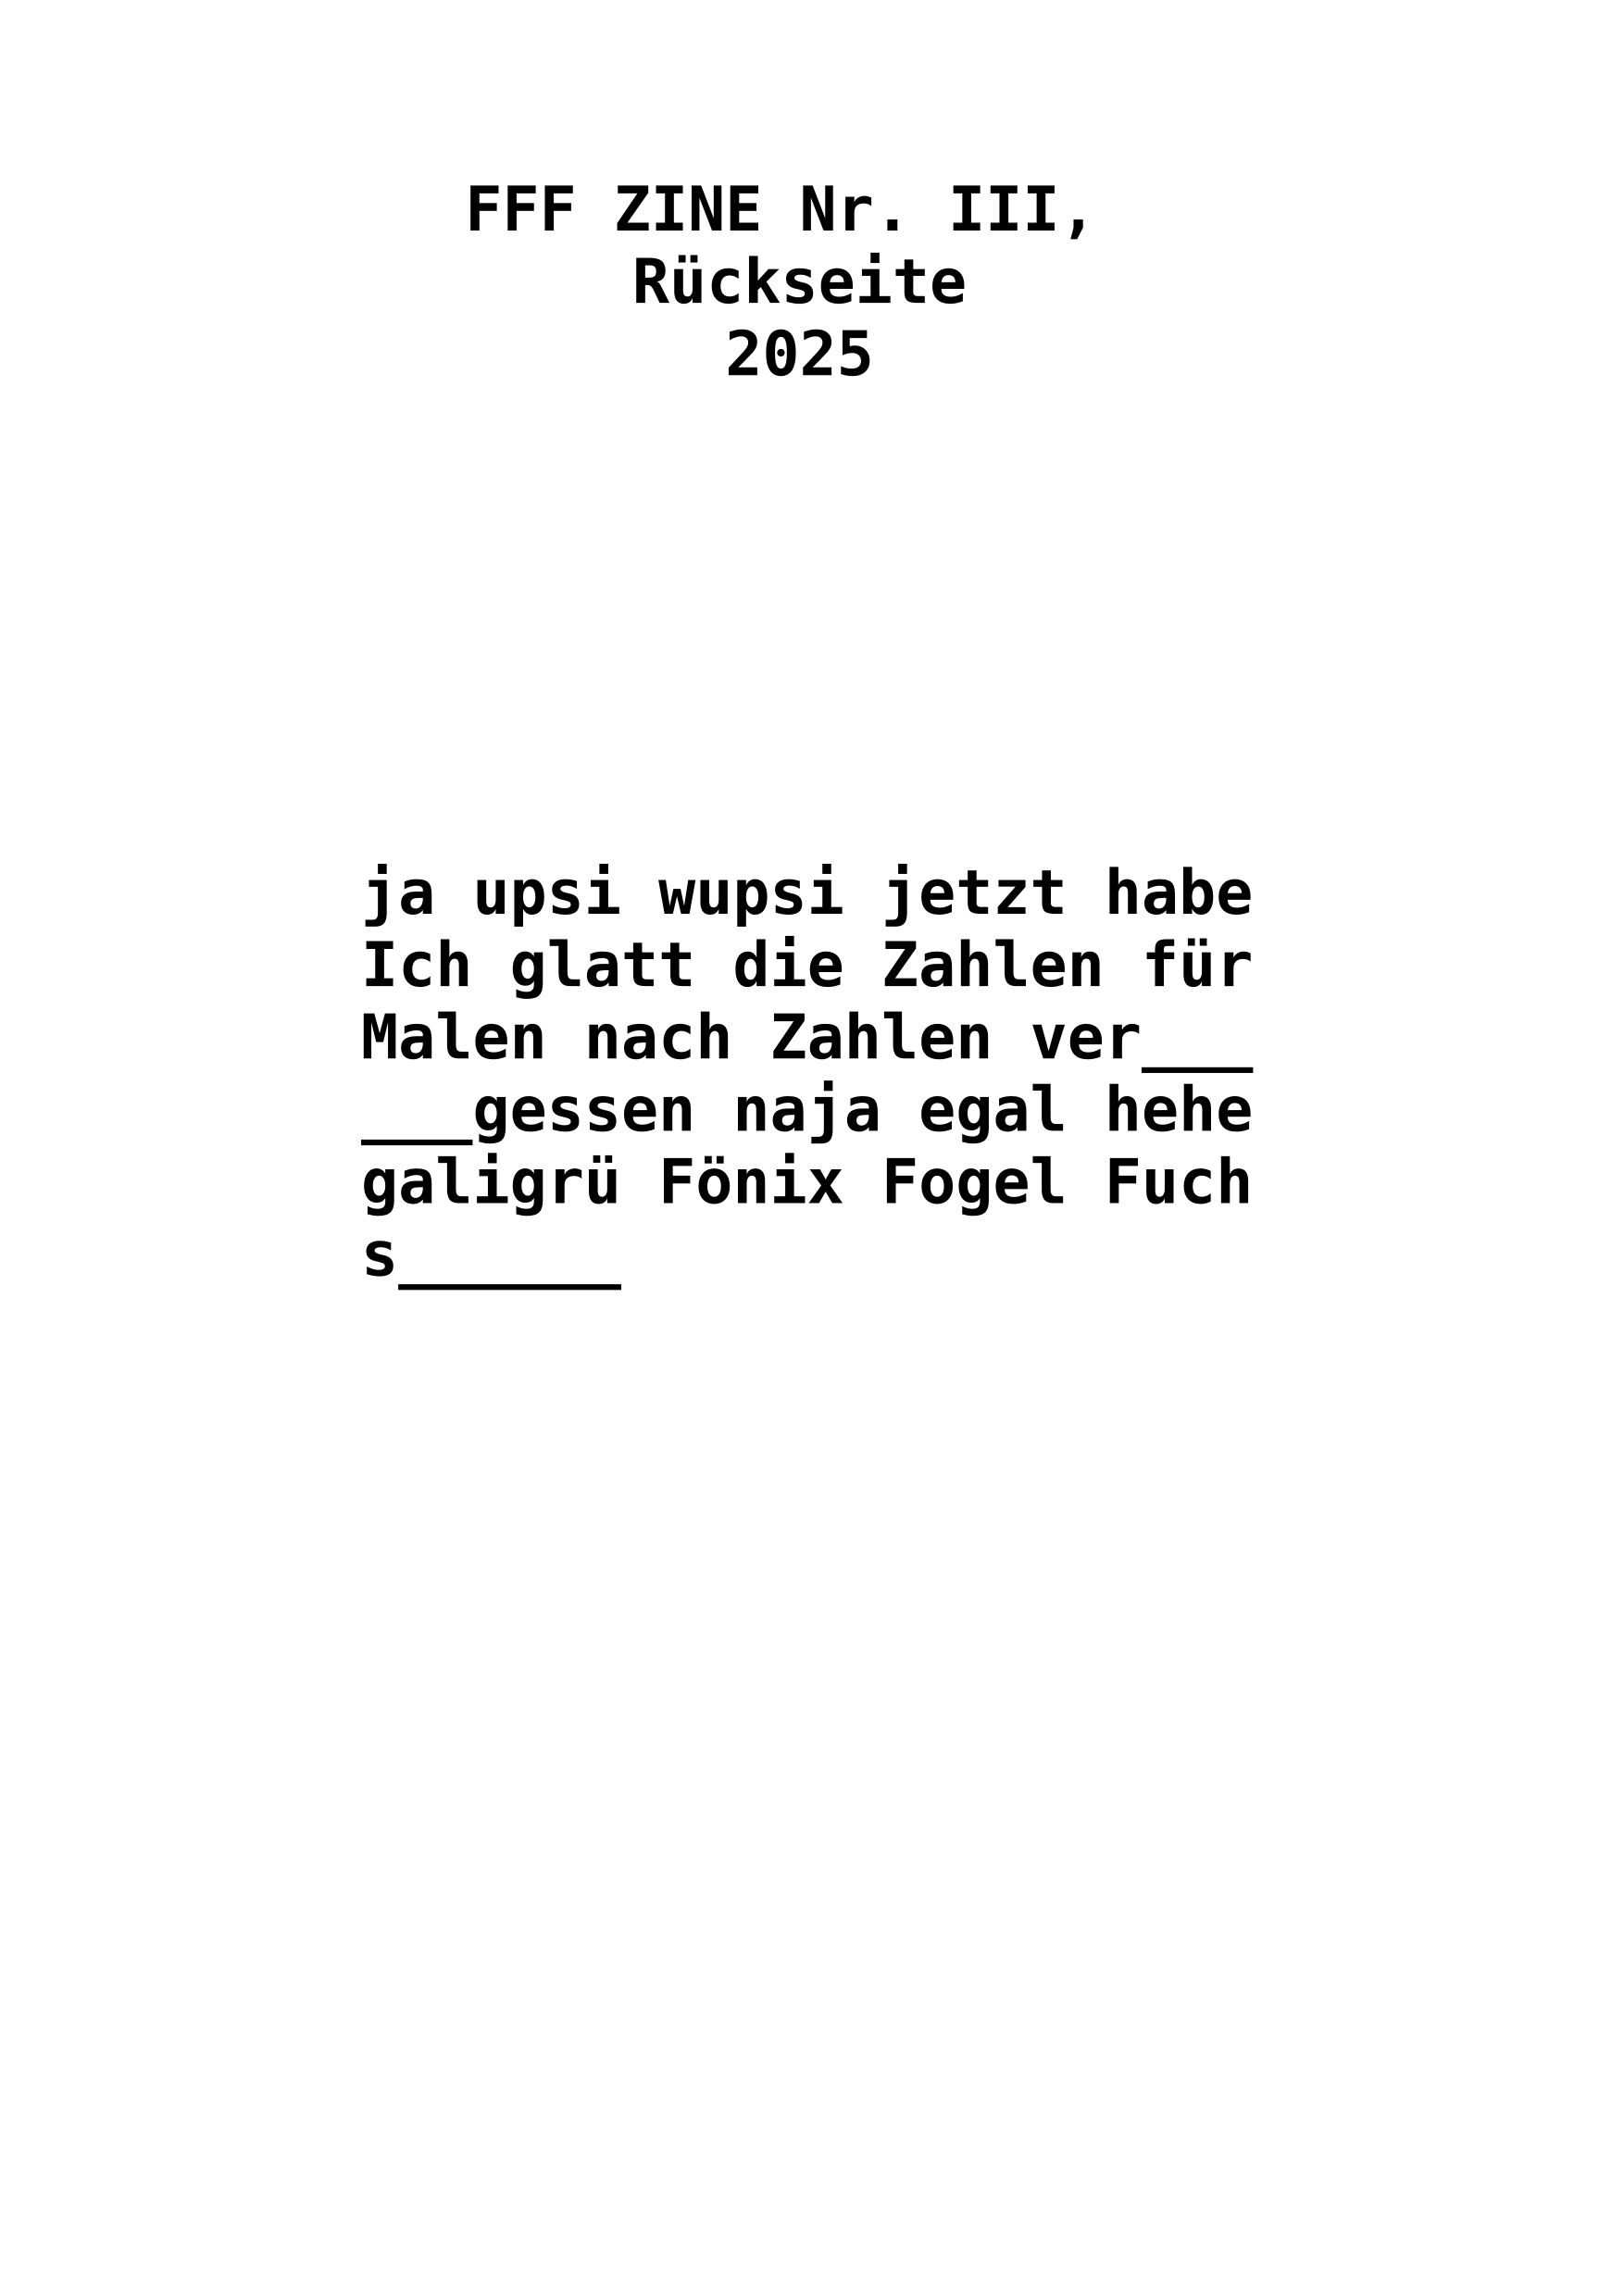 FFF ZINE Nr. III,
Rückseite
2025
ja upsi wupsi jetzt habe
Ich glatt die Zahlen für
Malen nach Zahlen ver___
___gessen naja egal hehe
galigrü Fönix Fogel Fuch
s______